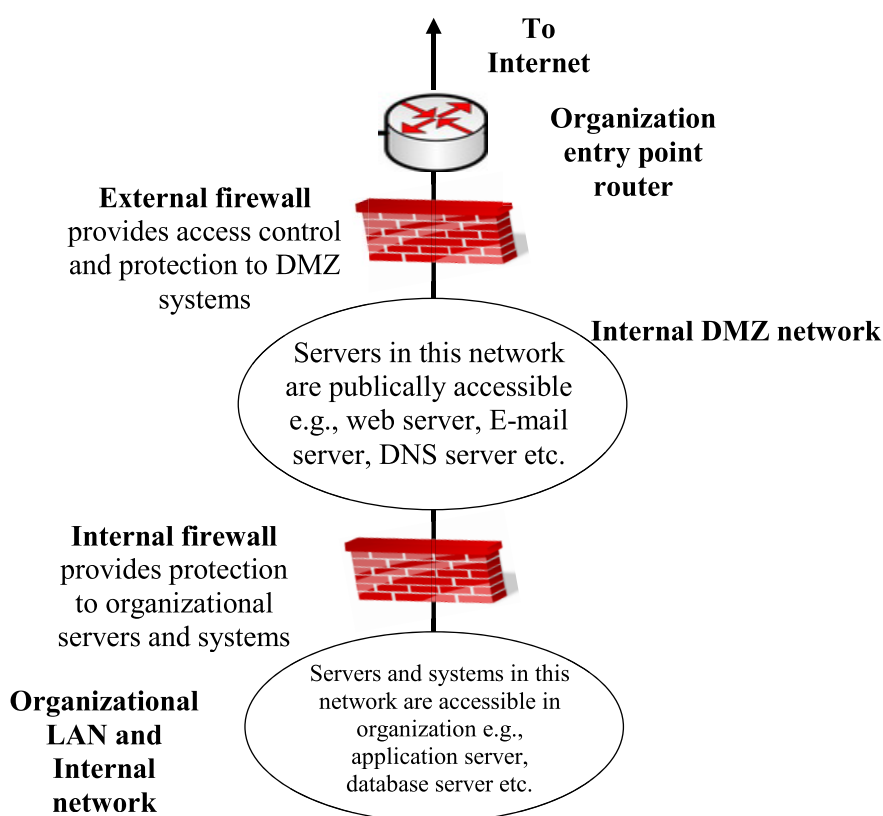 To
Internet
Organization
entry point
router
External firewall
provides access control
and protection to DMZ
systems
Internal DMZ network
Servers in this network
are publically accessible
e.g., web server, E-mail
server, DNS server etc.
Internal firewall
provides protection
to organizational
servers and systems
Servers and systems in this
network are accessible in
organization e.g.,
application server,
database server etc.
Organizational
LAN and
Internal
network